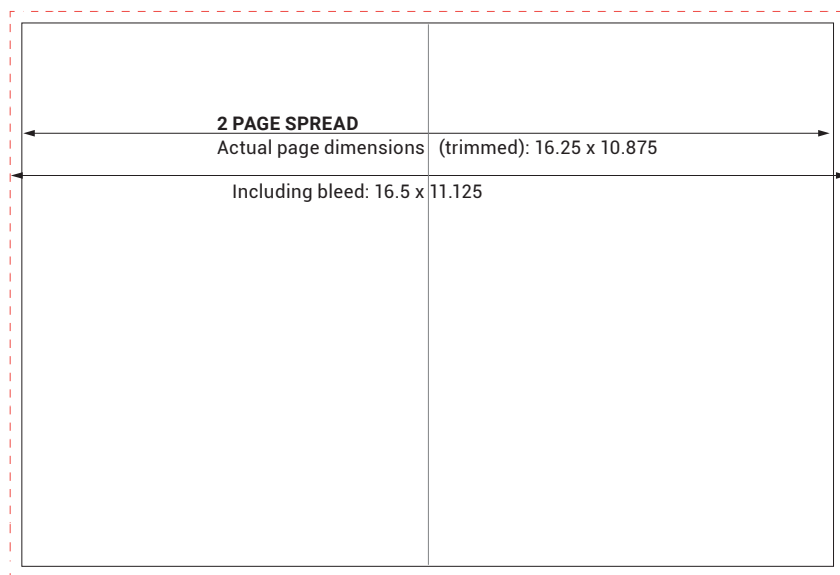 2 PAGE SPREAD
Actual page dimensions (trimmed): 16.25 x 10.875
Including bleed: 16.5 x 11.125